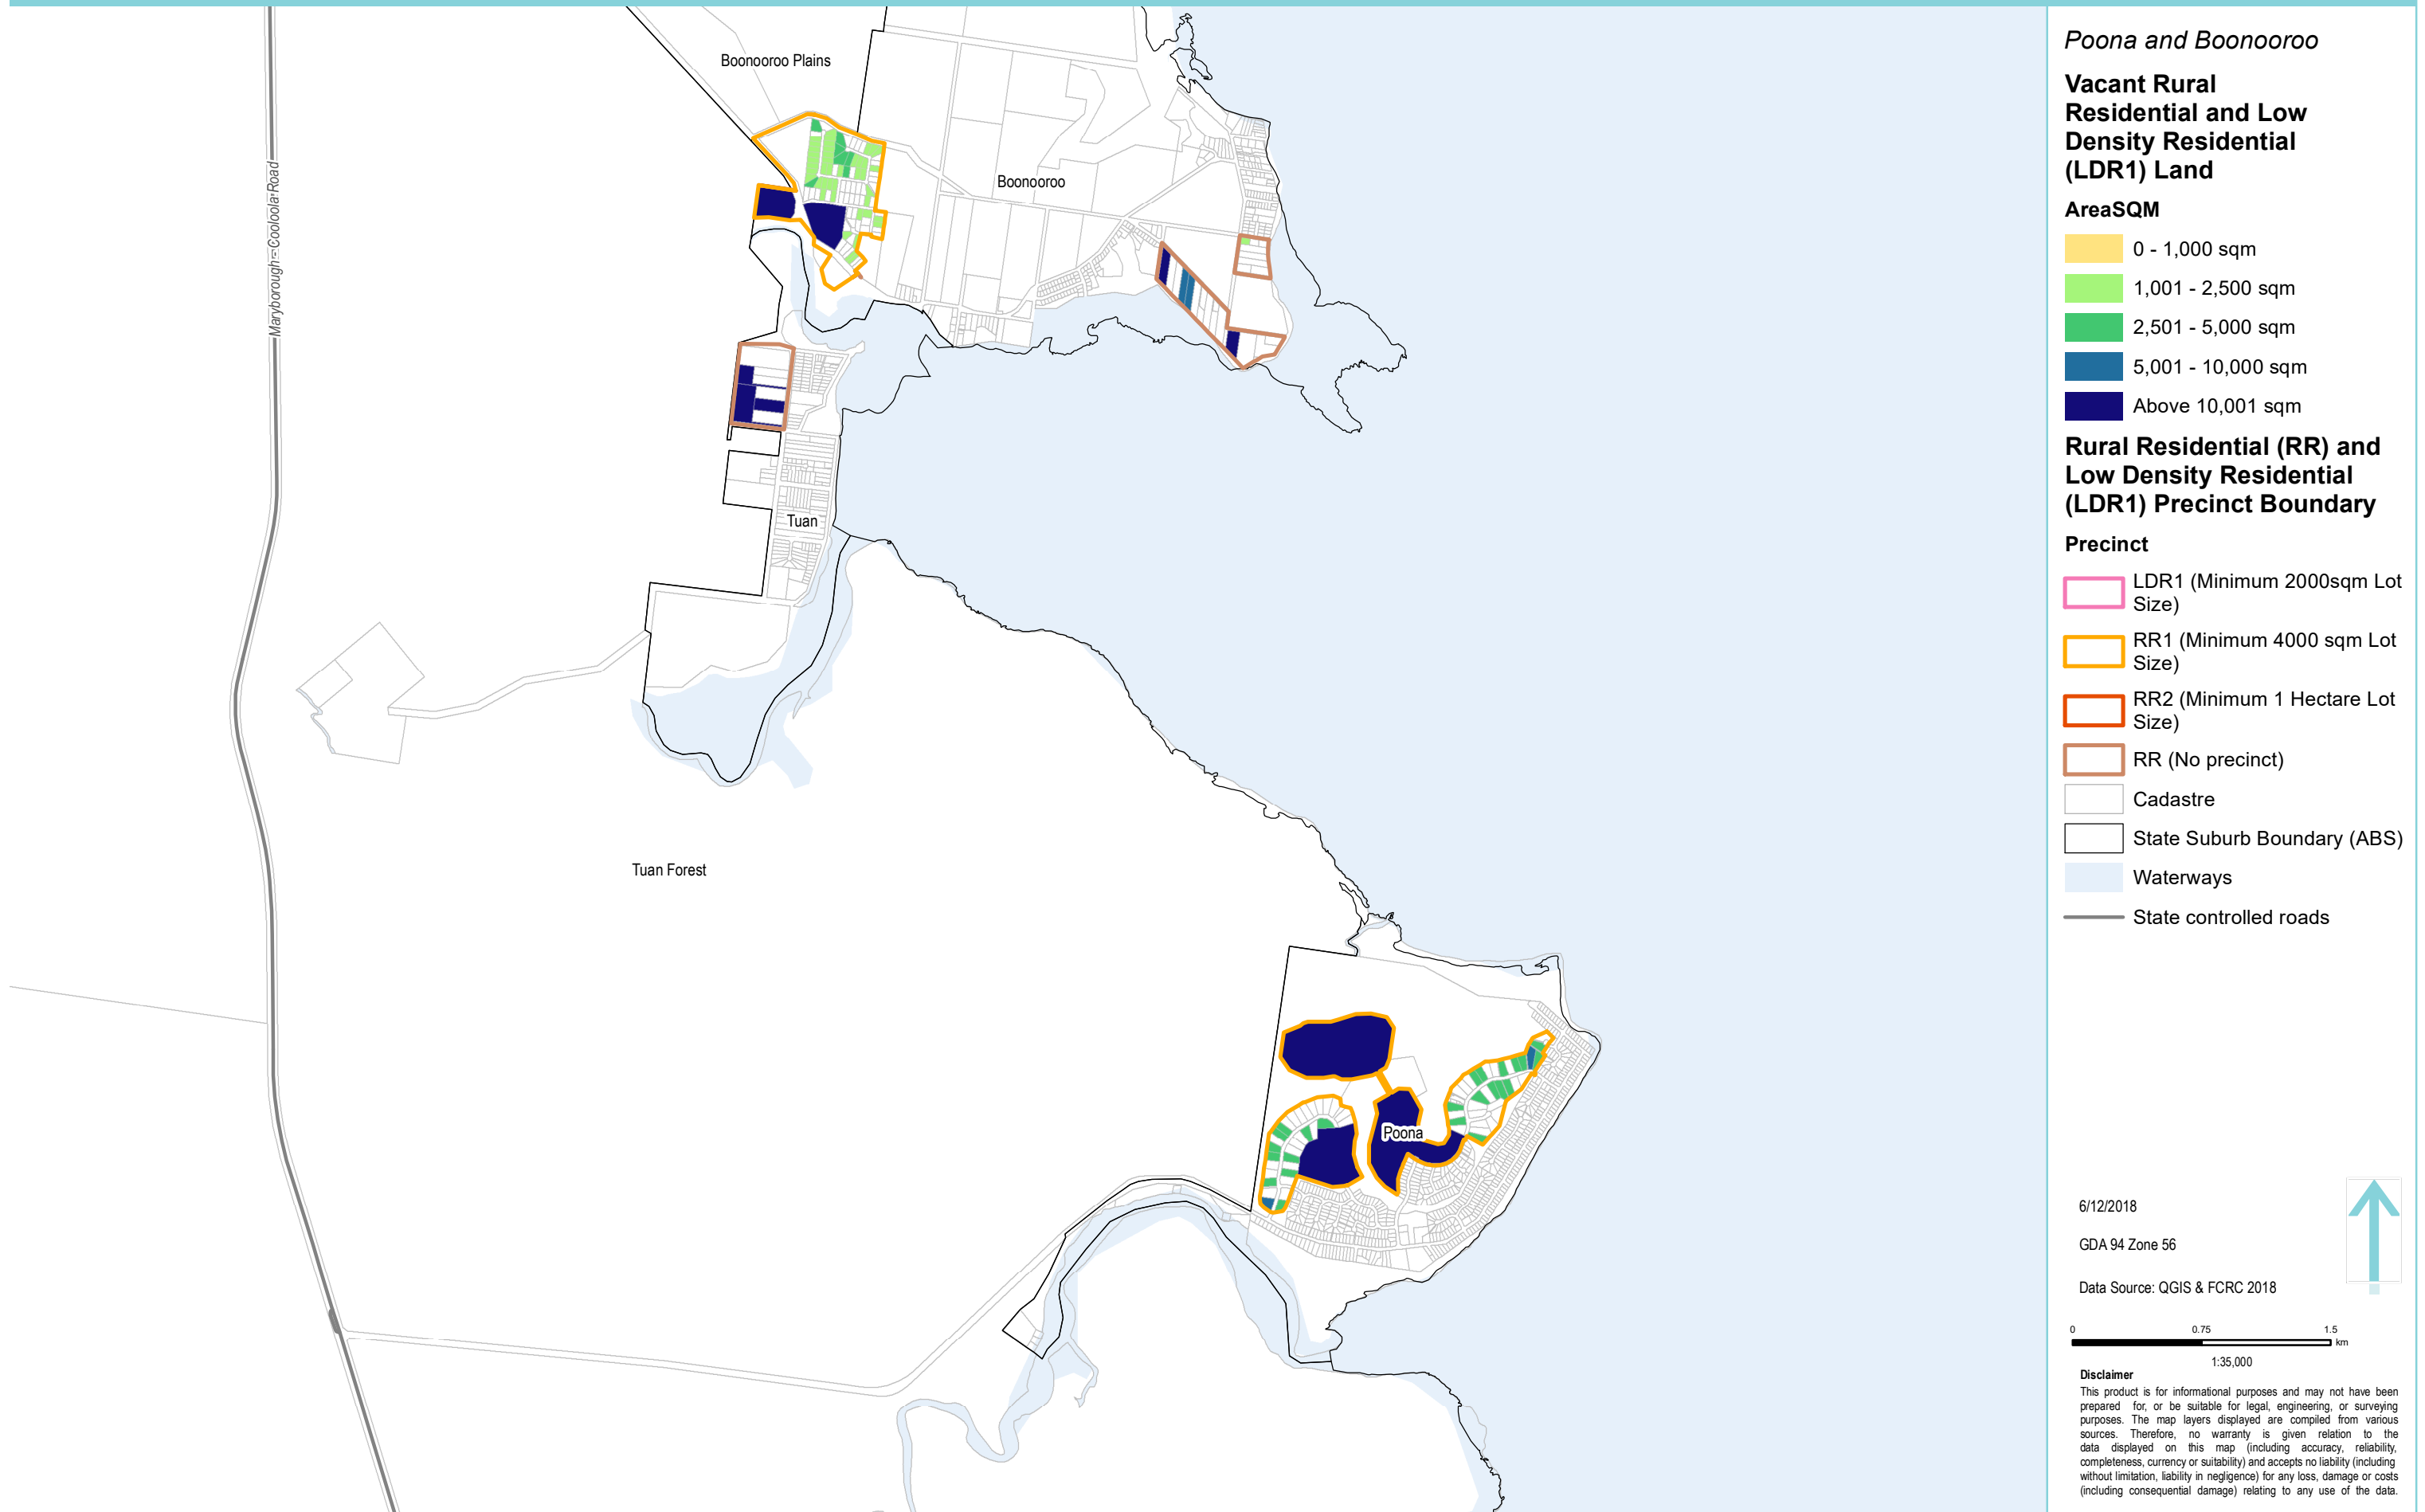 Poona and Boonooroo
Vacant Rural
Residential and Low
Density Residential
(LDR1) Land
AreaSQM
0 - 1,000 sqm
1,001 - 2,500 sqm
2,501 - 5,000 sqm
5,001 - 10,000 sqm
Above 10,001 sqm
Rural Residential (RR) and
Low Density Residential
(LDR1) Precinct Boundary
Precinct
LDR1 (Minimum 2000sqm Lot
Size)
RR1 (Minimum 4000 sqm Lot
Size)
RR2 (Minimum 1 Hectare Lot
Size)
RR (No precinct)
Cadastre
State Suburb Boundary (ABS)
Waterways
State controlled roads
Boonooroo Plains
Boonooroo
Maryborough - Cooloola Road
Tuan
Tuan Forest
Poona
6/12/2018
GDA 94 Zone 56
Data Source: QGIS & FCRC 2018
0 0.75 1.5
km
1:35,000
Disclaimer
This product is for informational purposes and may not have been
prepared for, or be suitable for legal, engineering, or surveying
purposes. The map layers displayed are compiled from various
sources. Therefore, no warranty is given relation to the
data displayed on this map (including accuracy, reliability,
completeness, currency or suitability) and accepts no liability (including
without limitation, liability in negligence) for any loss, damage or costs
(including consequential damage) relating to any use of the data.